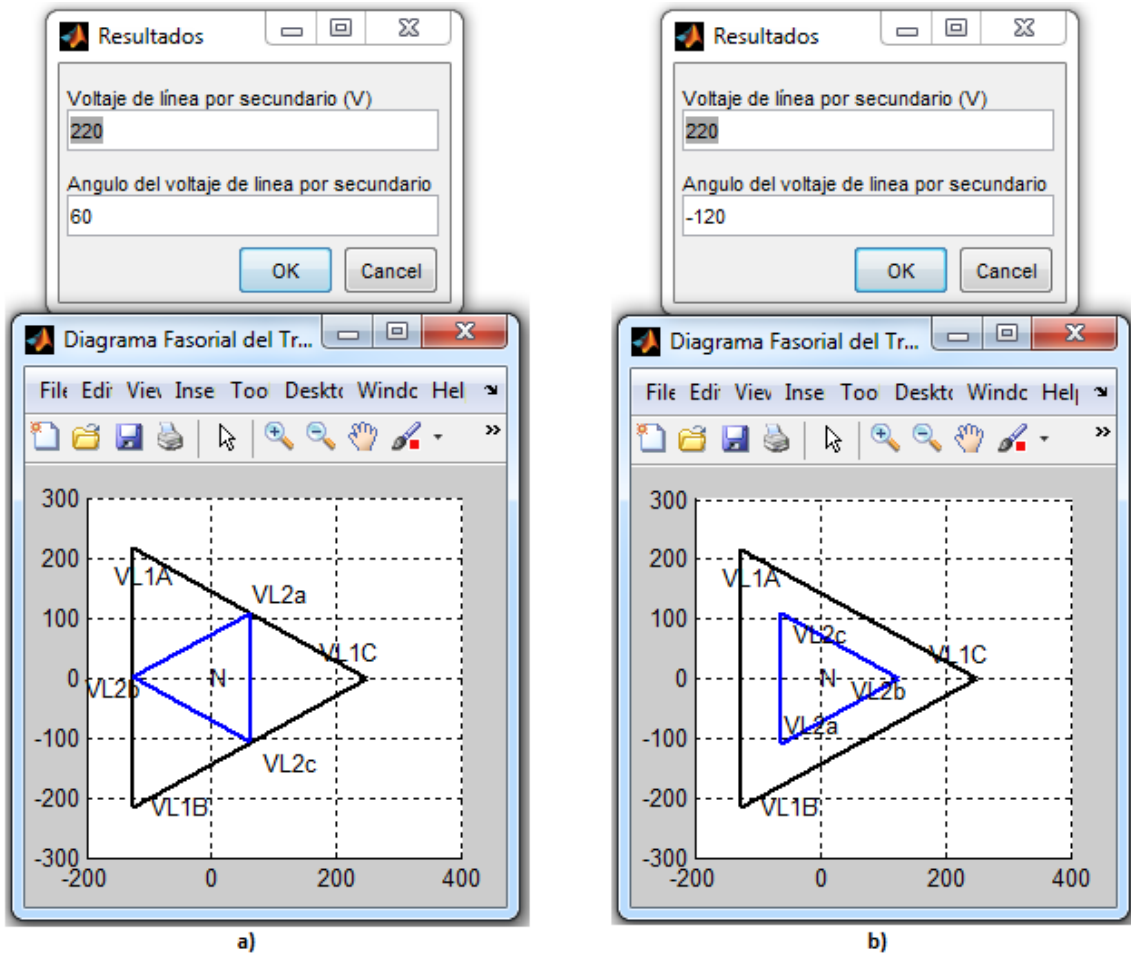 Resultados
Voltaje de línea por secundario (V)
220
Angulo del voltaje de linea por secundario
60
OK Cancel
Diagrama Fasorial del Tr...
File Edi Viev Inse Too Deskt Windc Hel
300
200
100
0
-100
-200
-300
-200 0 200 400
VL1A
VL2a
VL1C
N
VL2b
VL2c
VL1B
a)
Resultados
Voltaje de línea por secundario (V)
220
Angulo del voltaje de linea por secundario
-120
OK Cancel
Diagrama Fasorial del Tr...
File Edi Viev Inse Too Deskt Windc Hel
300
200
100
0
-100
-200
-300
-200 0 200 400
VL1A
VL2c
VL1C
N
VL2b
VL2a
VL1B
b)